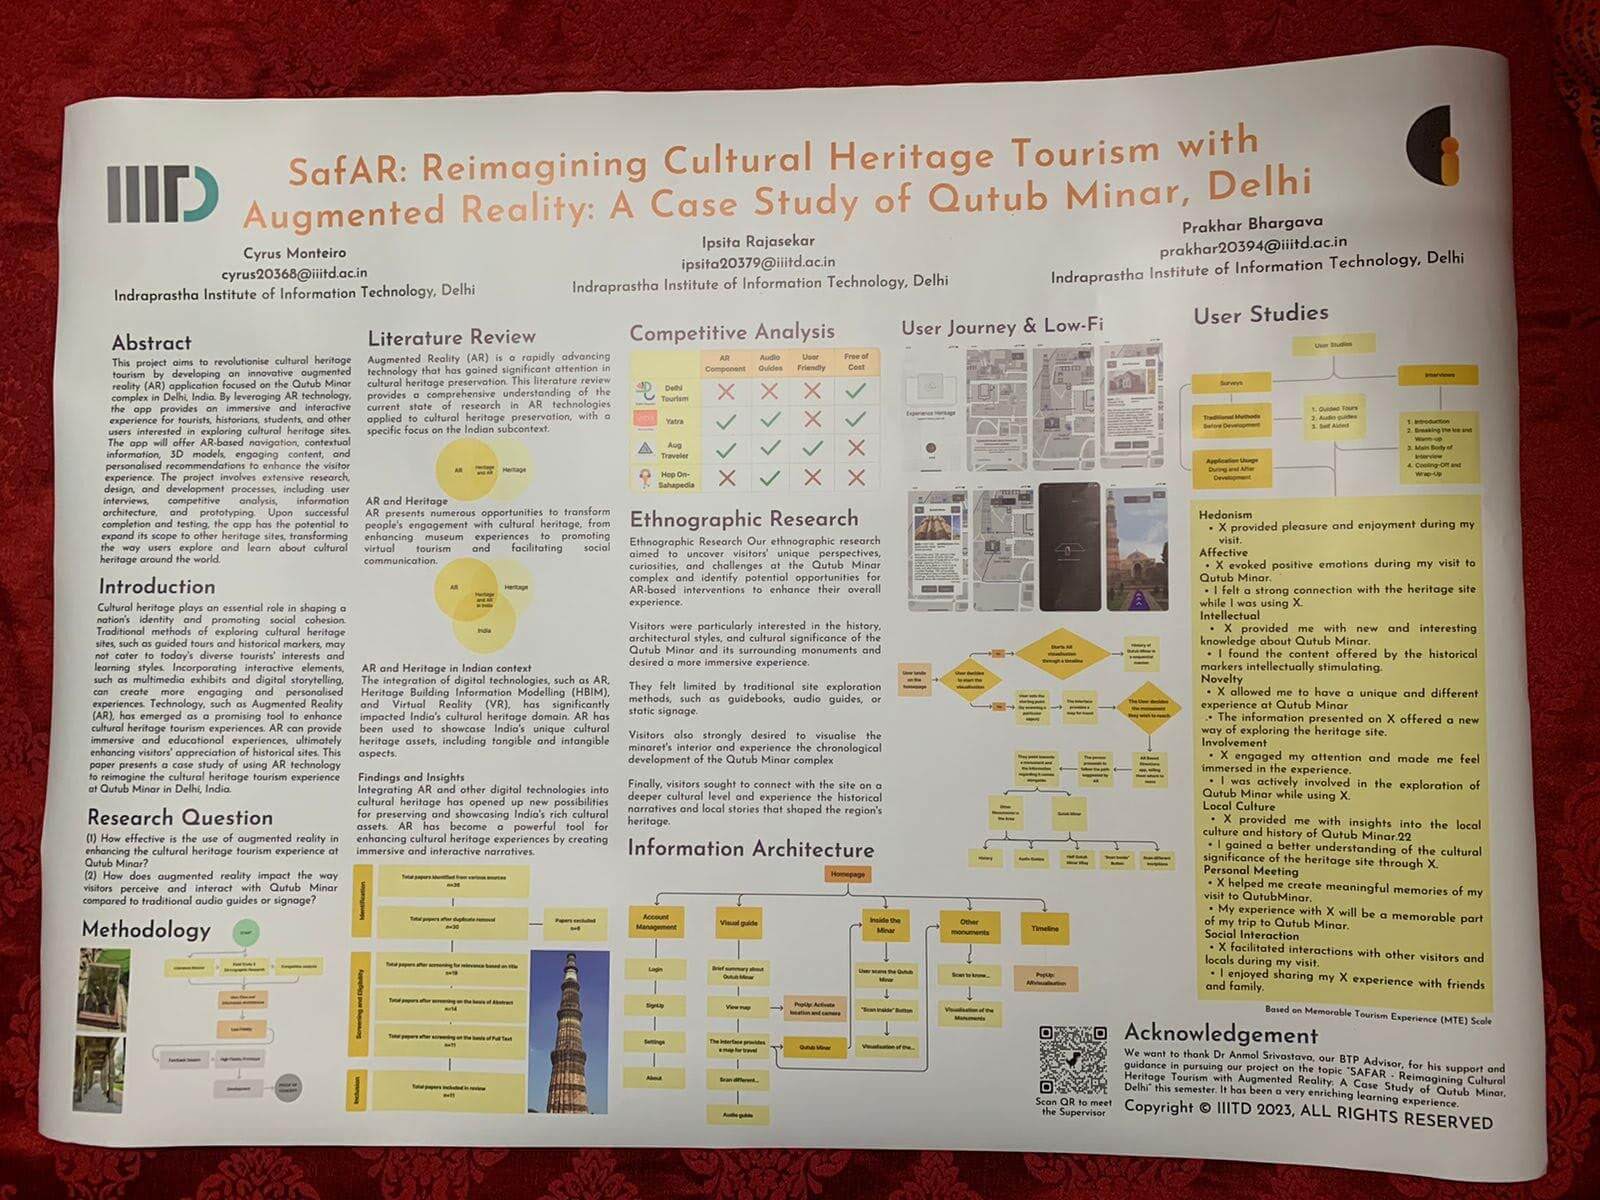 IIITD
SafAR: Reimagining Cultural Heritage Tourism with
Augmented Reality: A Case Study of Qutub Minar, Delhi
Cyrus Monteiro
cyrus20368@iiitd.ac.in
Indraprastha Institute of Information Technology, Delhi
Ipsita Rajasekar
ipsita20379@iiitd.ac.in
Indraprastha Institute of Information Technology, Delhi
Prakhar Bhargava
prakhar20394@iiitd.ac.in
Indraprastha Institute of Information Technology, Delhi
Abstract
This project aims to revolutionise cultural heritage
tourism by developing an innovative augmented
reality (AR) application focused on the Qutub Minar
complex in Delhi, India. By leveraging AR technology,
the app provides an immersive and interactive
experience for tourists, historians, students, and other
users interested in exploring cultural heritage sites.
The app will offer AR-based navigation, contextual
information, 3D models, engaging content, and
personalised recommendations to enhance the visitor
experience. The project involves extensive research,
design, and development processes, including user
interviews, competitive analysis, information
architecture, and prototyping. Upon successful
completion and testing, the app has the potential to
expand its scope to other heritage sites, transforming
the way users explore and learn about cultural
heritage around the world.
Introduction
Cultural heritage plays an essential role in shaping a
nation's identity and promoting social cohesion.
Traditional methods of exploring cultural heritage
sites, such as guided tours and historical markers, may
not cater to today's diverse tourists' interests and
learning styles. Incorporating interactive elements,
such as multimedia exhibits and digital storytelling,
can create more engaging and personalised
experiences. Technology, such as Augmented Reality
(AR), has emerged as a promising tool to enhance
cultural heritage tourism experiences. AR can provide
immersive and educational experiences, ultimately
enhancing visitors' appreciation of historical sites. This
paper presents a case study of using AR technology
to reimagine the cultural heritage tourism experience
at Qutub Minar in Delhi, India.
Research Question
(1) How effective is the use of augmented reality in
enhancing the cultural heritage tourism experience at
Qutub Minar?
(2) How does augmented reality impact the way
visitors perceive and interact with Qutub Minar
compared to traditional audio guides or signage?
Methodology
START
Literature Review
Field Study &
Ethnographic Research
Competitive analysis
User Flow and
Information Architecture
Low Fidelity
Feedback Session
High Fidelity Prototype
Development
PROOF OF
CONCEPT
Literature Review
Augmented Reality (AR) is a rapidly advancing
technology that has gained significant attention in
cultural heritage preservation. This literature review
provides a comprehensive understanding of the
current state of research in AR technologies
applied to cultural heritage preservation, with a
specific focus on the Indian subcontext.
AR
Heritage
and AR
Heritage
AR and Heritage
AR presents numerous opportunities to transform
people's engagement with cultural heritage, from
enhancing museum experiences to promoting
virtual tourism and facilitating social
communication.
AR
Heritage
Heritage
and AR
in India
India
AR and Heritage in Indian context
The integration of digital technologies, such as AR,
Heritage Building Information Modelling (HBIM),
and Virtual Reality (VR), has significantly
impacted India's cultural heritage domain. AR has
been used to showcase India's unique cultural
heritage assets, including tangible and intangible
aspects.
Findings and Insights
Integrating AR and other digital technologies into
cultural heritage has opened up new possibilities
for preserving and showcasing India's rich cultural
assets. AR has become a powerful tool for
enhancing cultural heritage experiences by creating
immersive and interactive narratives.
Identification
Total papers identified from various sources
Total papers after duplicate removal
n=30
Papers excluded
Screening and Eligibility
Total papers after screening for relevance based on title
Total papers after screening on the basis of Abstract
n=14
Total papers after screening on the basis of Full Text
n=11
Inclusion
Total papers included in review
n=11
Competitive Analysis
AR
Component
Audio
Guides
User
Friendly
Free of
Cost
Delhi
Tourism
Yatra
Aug
Traveler
Hop On-
Sahapedia
Ethnographic Research
Ethnographic Research Our ethnographic research
aimed to uncover visitors' unique perspectives,
curiosities, and challenges at the Qutub Minar
complex and identify potential opportunities for
AR-based interventions to enhance their overall
experience.
Visitors were particularly interested in the history,
architectural styles, and cultural significance of the
Qutub Minar and its surrounding monuments and
desired a more immersive experience.
They felt limited by traditional site exploration
methods, such as guidebooks, audio guides, or
static signage.
Visitors also strongly desired to visualise the
minaret's interior and experience the chronological
development of the Qutub Minar complex
Finally, visitors sought to connect with the site on a
deeper cultural level and experience the historical
narratives and local stories that shaped the region's
heritage.
Information Architecture
Homepage
Account
Management
Visual guide
Inside the
Minar
Other
monuments
Timeline
Login
Brief summary about
Qutub Minar
User scans the Qutub
Minar
Scan to know...
PopUp:
ARvisualisation
SignUp
View map
PopUp: Activate
location and camera
"Scan Inside" Button
Visualisation of the
Monuments
Settings
The interface provides
a map for travel
Qutub Minar
Visualisation of the...
About
Scan different...
Audio guide
User Journey & Low-Fi
Experience Heritage
User lands
on the
homepage
User decides
to start the
visualisation
Starts AR
visualisation
through a timeline
History of
Qutub Minar in
a sequential
manner
User sets the
starting point
(by scanning a
particular
object)
The interface
provides a
map for travel
The User decides
the monument
they wish to reach
They point towards
a monument and the
information
regarding it comes
alongside
The person
proceeds to
follow the path
suggested by
AR
AR Based
Directions
Other
Monuments in
the Area
Qutub Minar
History
Audio Guides
"Scan Inside"
Button
Scan different
inscriptions
User Studies
User Studies
Surveys
Interviews
Traditional Methods
Before Development
1. Guided Tours
2. Audio guides
3. Self Aided
1. Introduction
2. Breaking the Ice and
Warm-up
3. Main Body of
Interview
4. Cooling-Off and
Wrap-Up
Application Usage
During and After
Development
Hedonism
• X provided pleasure and enjoyment during my
visit.
Affective
• X evoked positive emotions during my visit to
Qutub Minar.
• I felt a strong connection with the heritage site
while I was using X.
Intellectual
• X provided me with new and interesting
knowledge about Qutub Minar.
• I found the content offered by the historical
markers intellectually stimulating.
Novelty
• X allowed me to have a unique and different
experience at Qutub Minar
.• The information presented on X offered a new
way of exploring the heritage site.
Involvement
• X engaged my attention and made me feel
immersed in the experience.
• I was actively involved in the exploration of
Qutub Minar while using X.
Local Culture
• X provided me with insights into the local
culture and history of Qutub Minar.22
• I gained a better understanding of the cultural
significance of the heritage site through X.
Personal Meeting
• X helped me create meaningful memories of my
visit to QutubMinar.
• My experience with X will be a memorable part
of my trip to Qutub Minar.
Social Interaction
• X facilitated interactions with other visitors and
locals during my visit.
• I enjoyed sharing my X experience with friends
and family.
Based on Memorable Tourism Experience (MTE) Scale
Scan QR to meet
the Supervisor
Acknowledgement
We want to thank Dr Anmol Srivastava, our BTP Advisor, for his support and
guidance in pursuing our project on the topic "SAFAR - Reimagining Cultural
Heritage Tourism with Augmented Reality: A Case Study of Qutub Minar,
Delhi" this semester. It has been a very enriching learning experience.
Copyright © IIITD 2023, ALL RIGHTS RESERVED